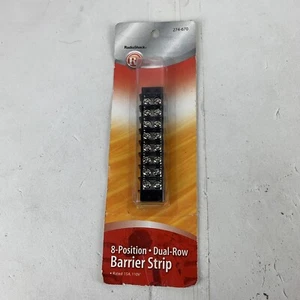 RadioShack
274-670
R
8-Position • Dual-Row
Barrier Strip